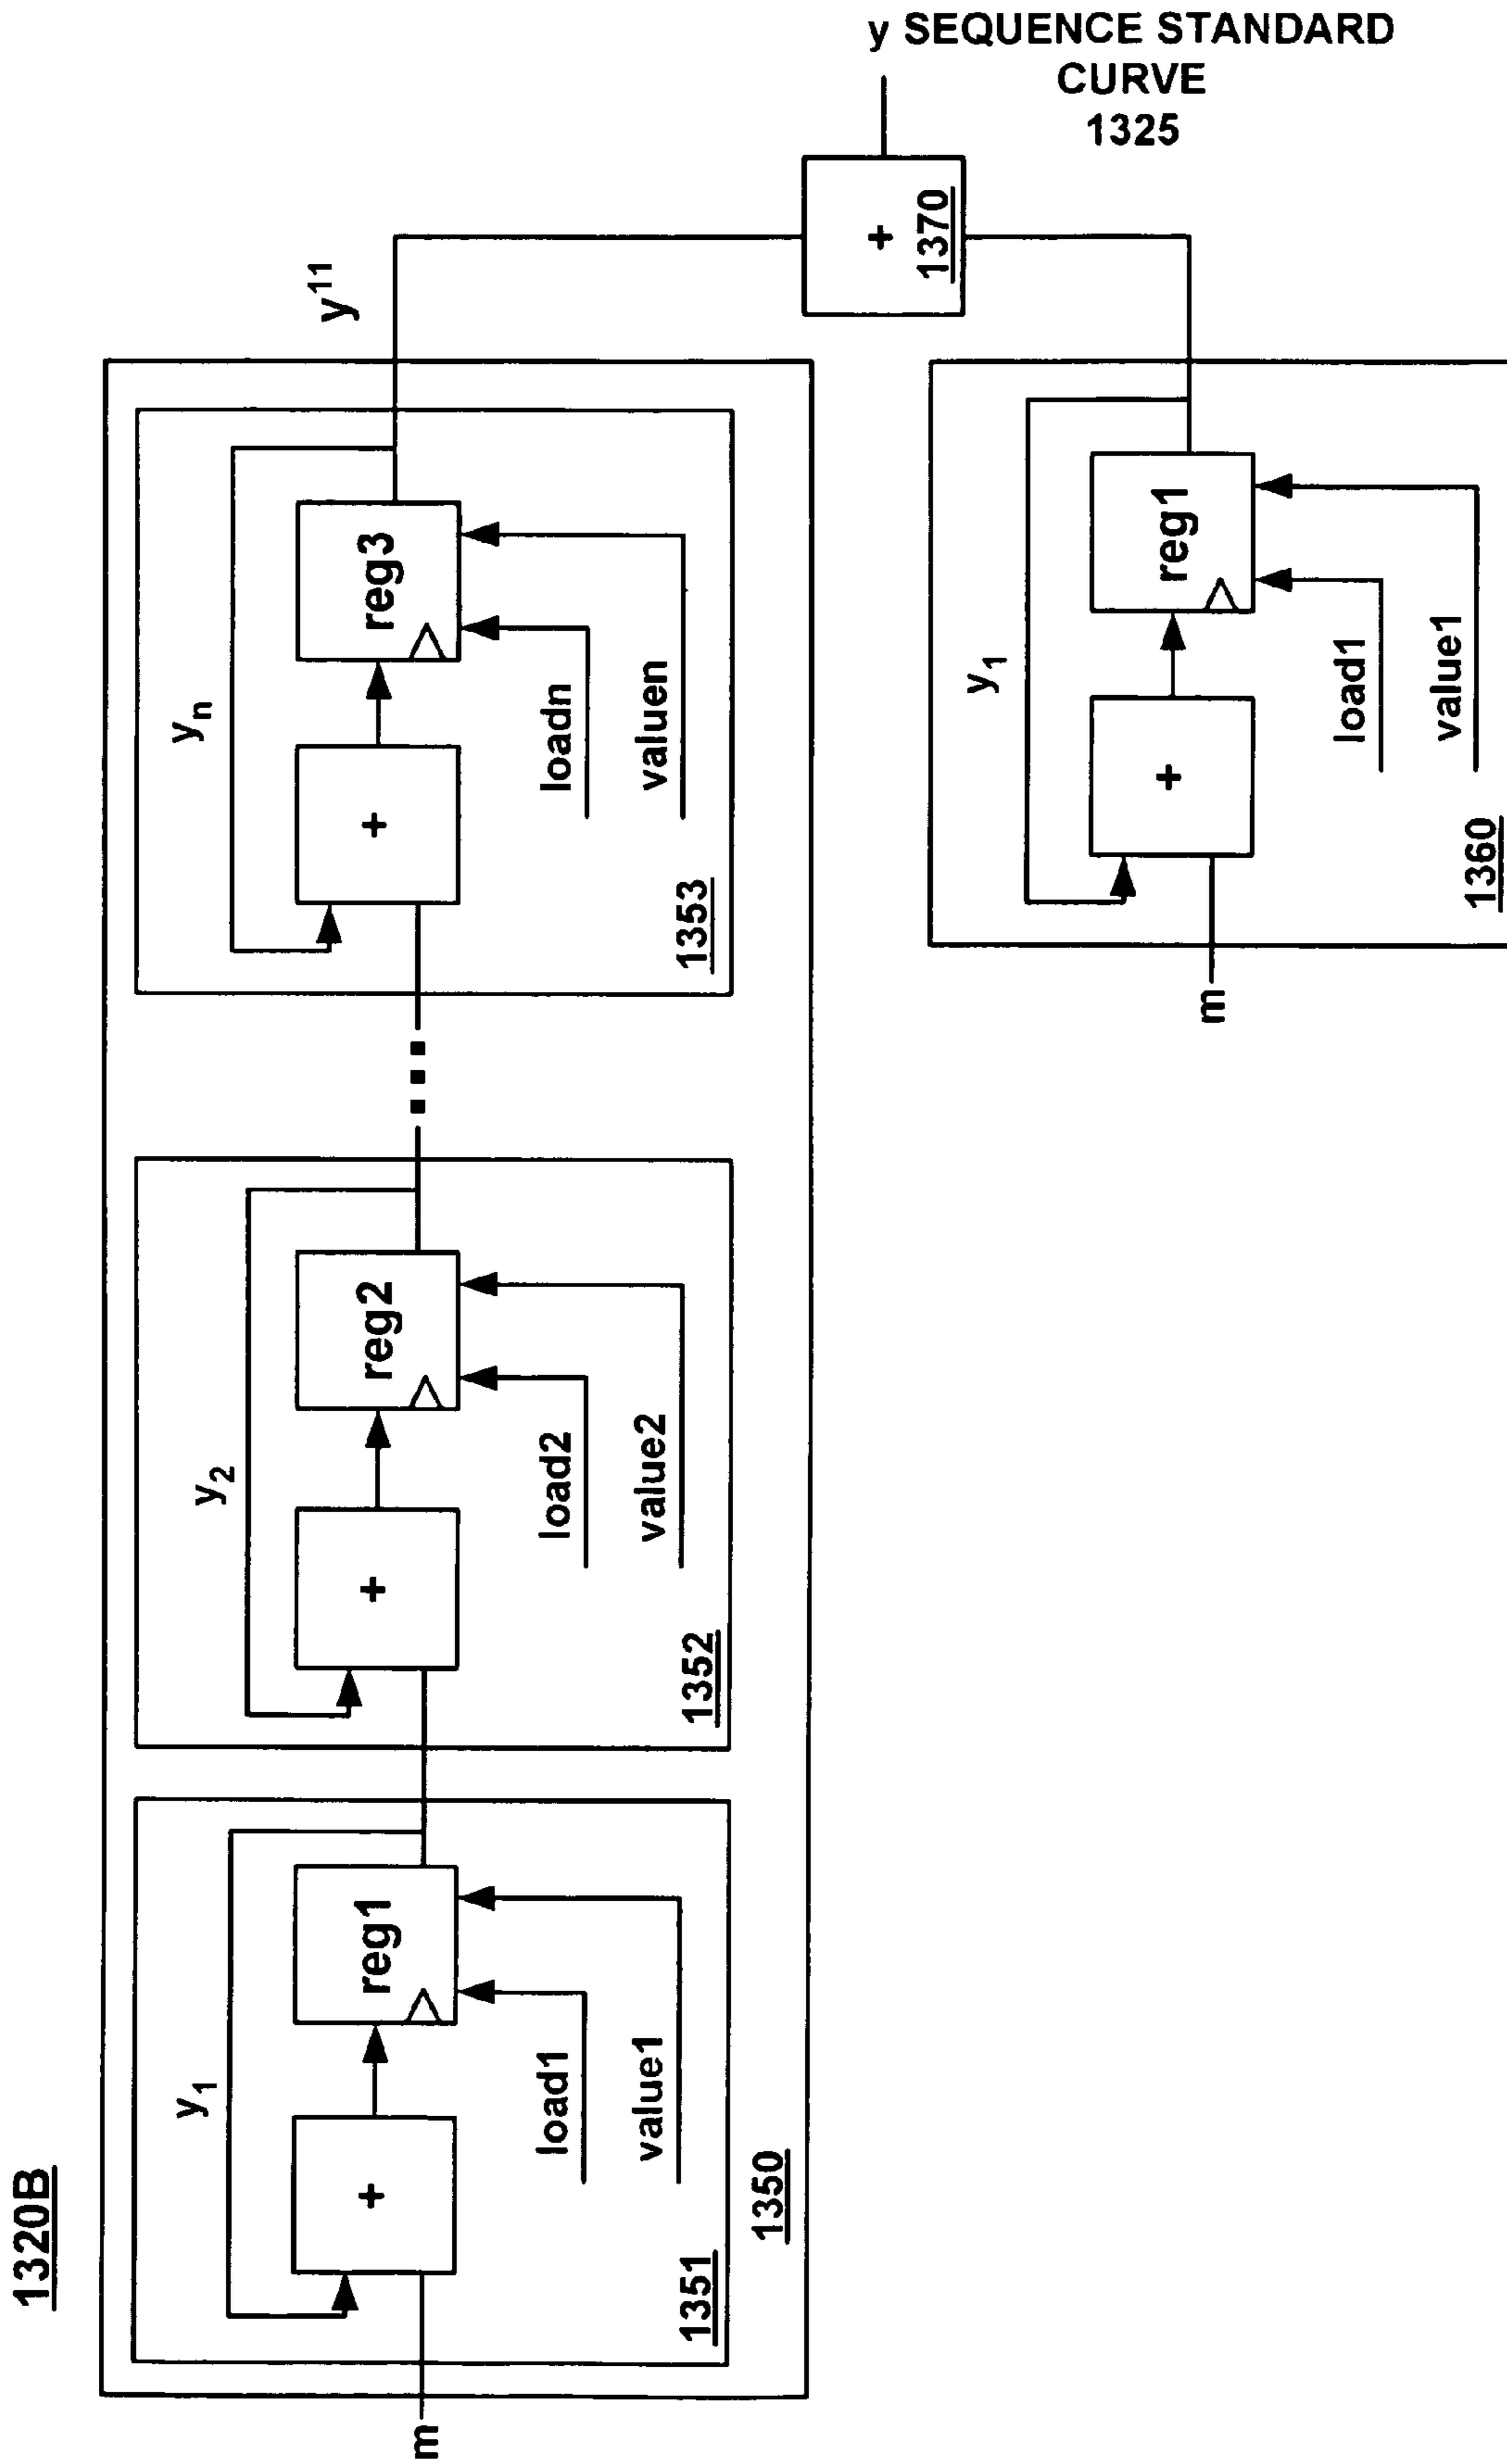 1320B
y₁
+
reg1
load1
value1
1351
m
y₂
+
reg2
load2
value2
1352
yₙ
+
reg3
loadn
valuen
1353
1350
y¹¹
+
1370
y SEQUENCE STANDARD
CURVE
1325
y₁
+
reg1
load1
value1
1360
m